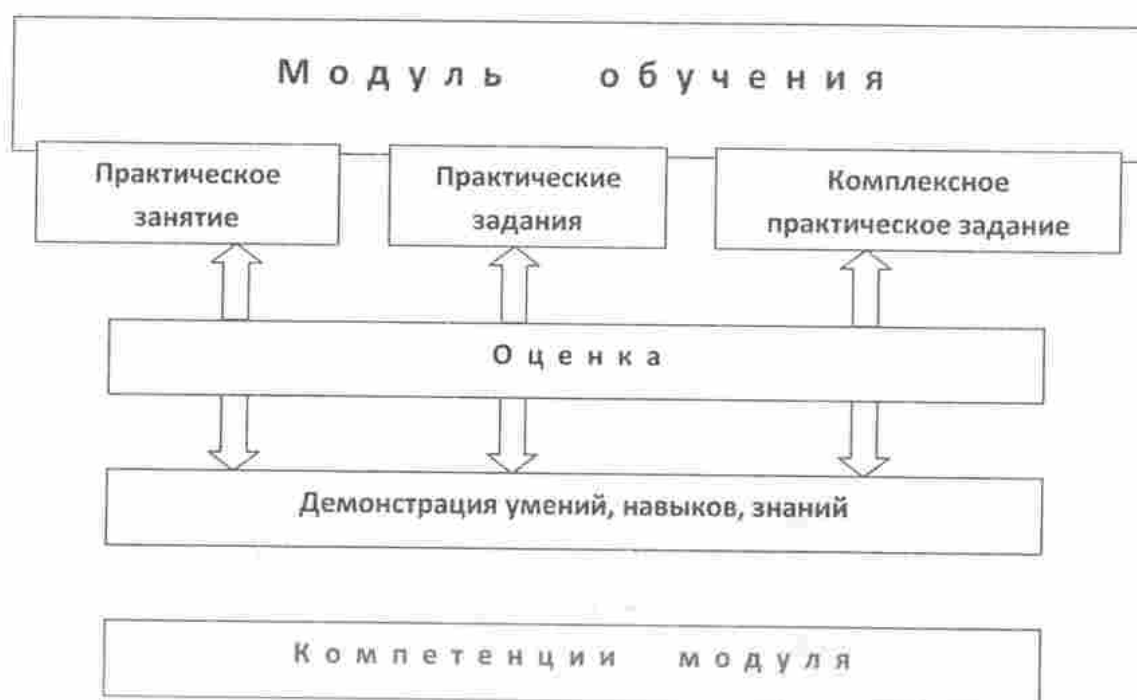 Модуль обучения
Практическое
занятие
Практические
задания
Комплексное
практическое задание
Оценка
Демонстрация умений, навыков, знаний
Компетенции модуля